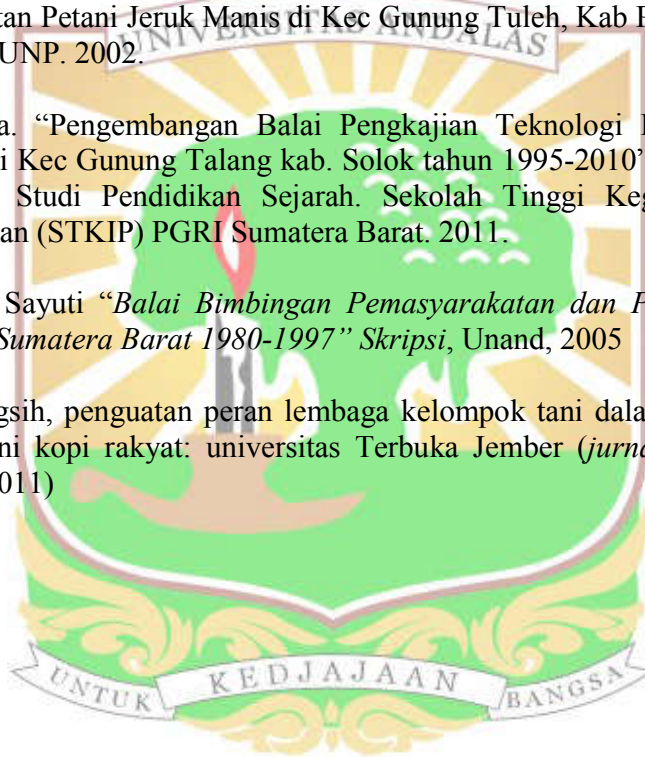 tan Petani Jeruk Manis di Kec Gunung Tuleh, Kab
UNP. 2002.
UNIVERSITAS ANDALAS
a. “Pengembangan Balai Pengkajian Teknologi
i Kec Gunung Talang kab. Solok tahun 1995-2010”
Studi Pendidikan Sejarah. Sekolah Tinggi Keg
an (STKIP) PGRI Sumatera Barat. 2011.
Sayuti “Balai Bimbingan Pemasyarakatan dan
Sumatera Barat 1980-1997” Skripsi, Unand, 2005
gsih, penguatan peran lembaga kelompok tani dala
ni kopi rakyat: universitas Terbuka Jember (jurna
011)
UNTUK KEDJAJAAN BANGSA